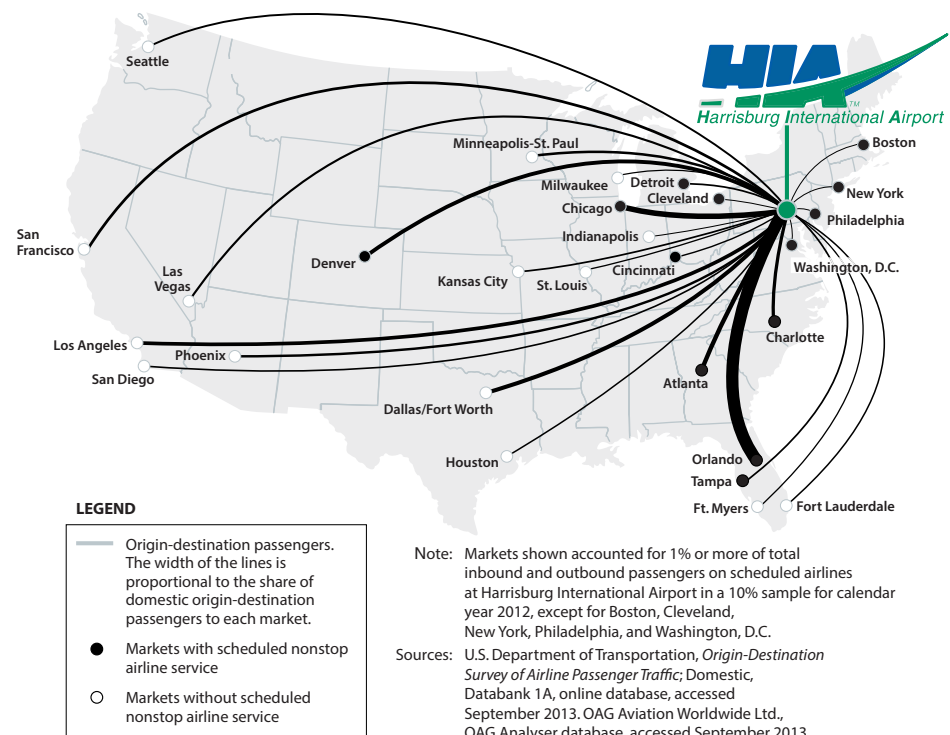 Seattle
HIA
TM
Harrisburg International Airport
Boston
Minneapolis-St. Paul
Milwaukee
Detroit
Cleveland
New York
Chicago
Philadelphia
San
Francisco
Indianapolis
Denver
Cincinnati
Washington, D.C.
Las
Vegas
Kansas City
St. Louis
Charlotte
Los Angeles
Phoenix
San Diego
Atlanta
Dallas/Fort Worth
Houston
Orlando
Tampa
Ft. Myers
Fort Lauderdale
LEGEND
Origin-destination passengers.
The width of the lines is
proportional to the share of
domestic origin-destination
passengers to each market.
Markets with scheduled nonstop
airline service
Markets without scheduled
nonstop airline service
Note: Markets shown accounted for 1% or more of total
inbound and outbound passengers on scheduled airlines
at Harrisburg International Airport in a 10% sample for calendar
year 2012, except for Boston, Cleveland,
New York, Philadelphia, and Washington, D.C.
Sources: U.S. Department of Transportation, Origin-Destination
Survey of Airline Passenger Traffic; Domestic,
Databank 1A, online database, accessed
September 2013. OAG Aviation Worldwide Ltd.,
OAG Analyser database, accessed September 2013